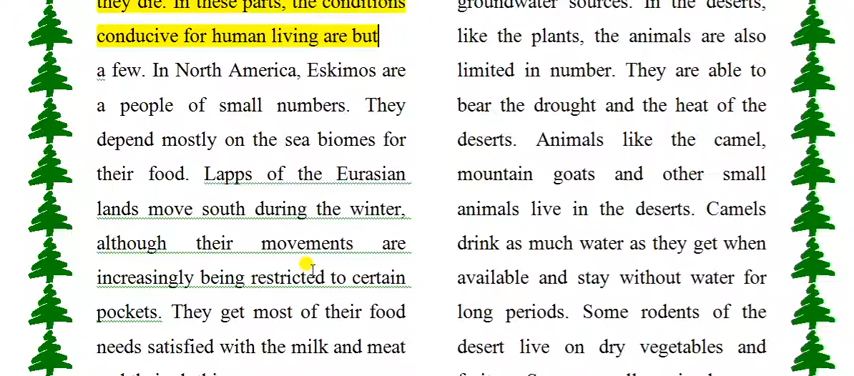 they die. In these parts, the conditions
conducive for human living are but
a few. In North America, Eskimos are
a people of small numbers. They
depend mostly on the sea biomes for
their food. Lapps of the Eurasian
lands move south during the winter,
although their movements are
increasingly being restricted to certain
pockets. They get most of their food
needs satisfied with the milk and meat
groundwater sources. In the deserts,
like the plants, the animals are also
limited in number. They are able to
bear the drought and the heat of the
deserts. Animals like the camel,
mountain goats and other small
animals live in the deserts. Camels
drink as much water as they get when
available and stay without water for
long periods. Some rodents of the
desert live on dry vegetables and